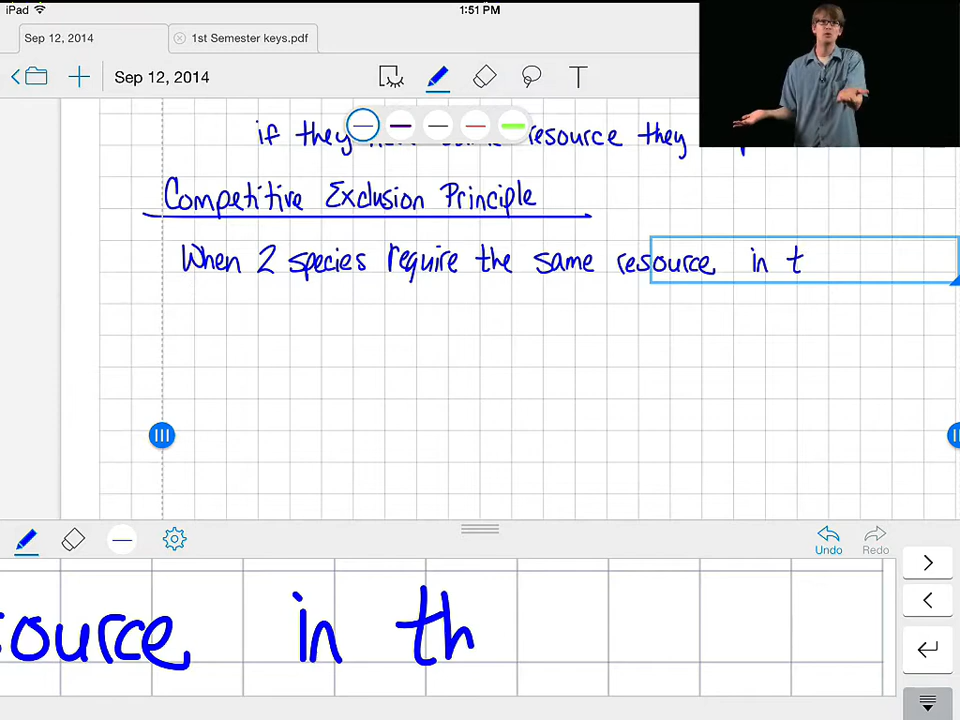 iPad 1:51 PM
Sep 12, 2014 1st Semester keys.pdf
Sep 12, 2014 T
if they same resource they
Competitive Exclusion Principle
When 2 species require the same resource in t
Undo Redo
source in th